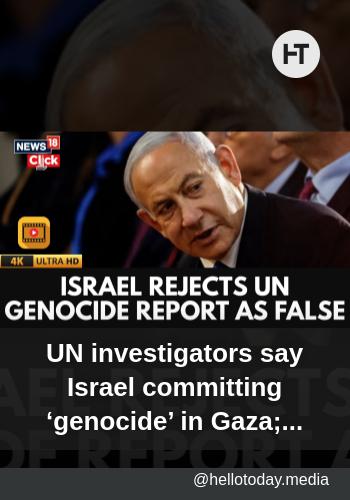 HT
NEWS 18
Click
4K ULTRA HD
ISRAEL REJECTS UN
GENOCIDE REPORT AS FALSE
UN investigators say
Israel committing
‘genocide’ in Gaza;...
@hellotoday.media